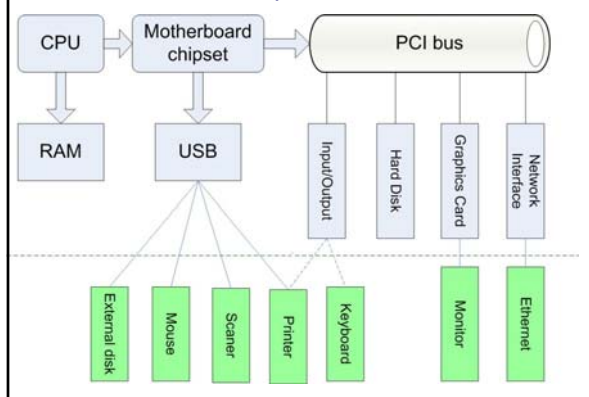 CPU
Motherboard
chipset
PCI bus
RAM
USB
Input/Output
Hard Disk
Graphics Card
Network
Interface
External disk
Mouse
Scaner
Printer
Keyboard
Monitor
Ethernet